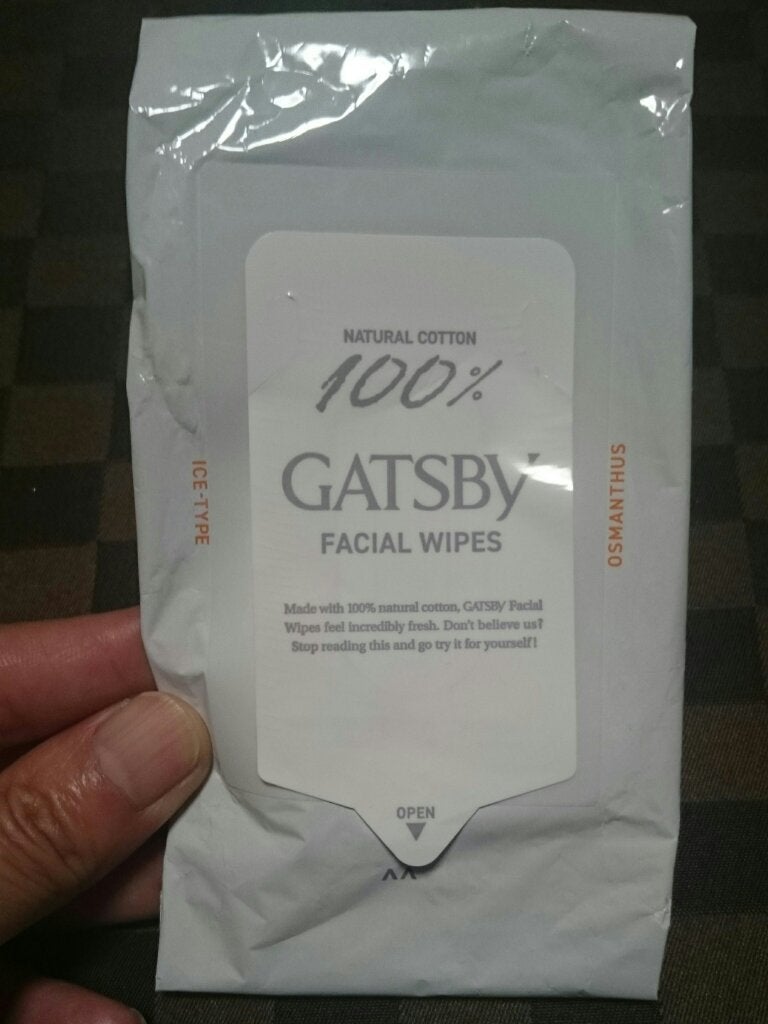 NATURAL COTTON
100%
GATSBY
FACIAL WIPES
ICE-TYPE
OSMANTHUS
Made with 100% natural cotton, GATSBY Facial
Wipes feel incredibly fresh. Don't believe us?
Stop reading this and go try it for yourself!
OPEN